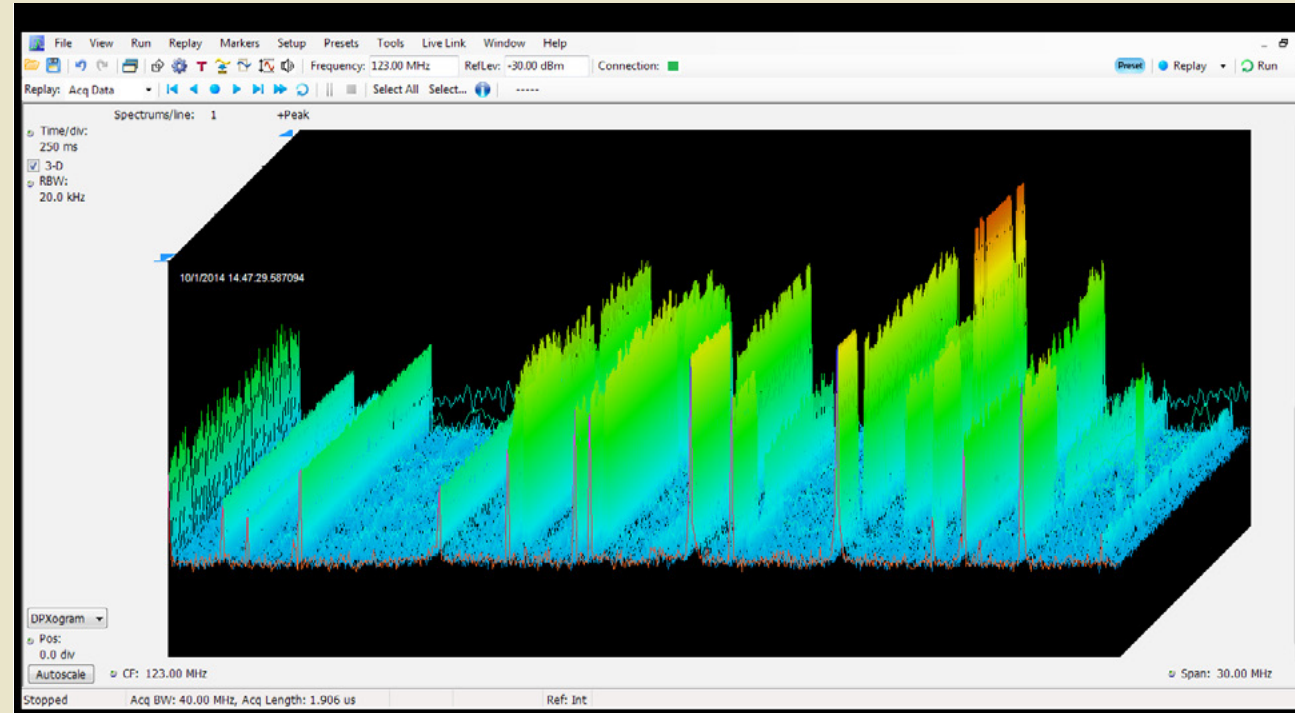 File View Run Replay Markers Setup Presets Tools Live Link Window Help
T Frequency: 123.00 MHz RefLev: -30.00 dBm Connection: Preset Replay Run
Replay: Acq Data Select All Select... -----
Spectrums/line: 1 +Peak
Time/div:
250 ms
3-D
RBW:
20.0 kHz
10/1/2014 14.47.29.587094
DPXogram
Pos:
0.0 div
Autoscale CF: 123.00 MHz Span: 30.00 MHz
Stopped Acq BW: 40.00 MHz, Acq Length: 1.906 us Ref: Int